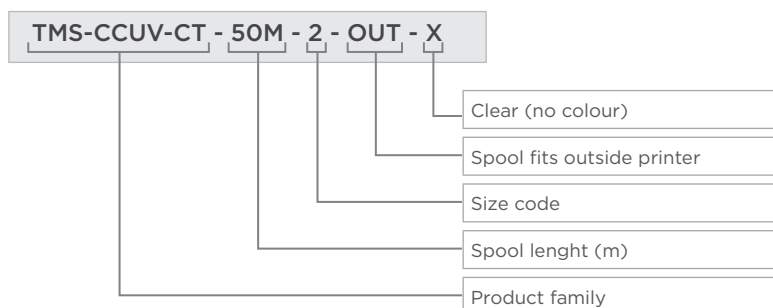 TMS-CCUV-CT - 50M - 2 - OUT - X
Clear (no colour)
Spool fits outside printer
Size code
Spool lenght (m)
Product family